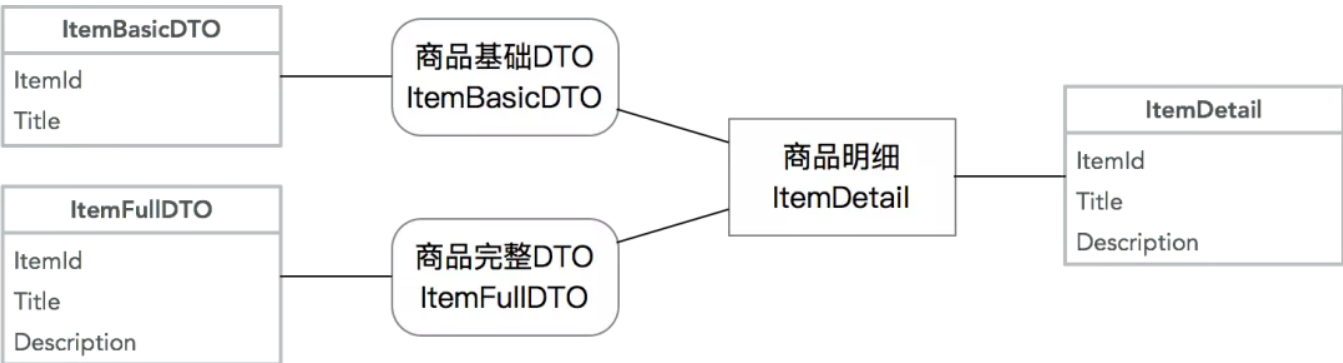 ItemBasicDTO
ItemId
Title
商品基础DTO
ItemBasicDTO
ItemFullDTO
ItemId
Title
Description
商品完整DTO
ItemFullDTO
商品明细
ItemDetail
ItemDetail
ItemId
Title
Description